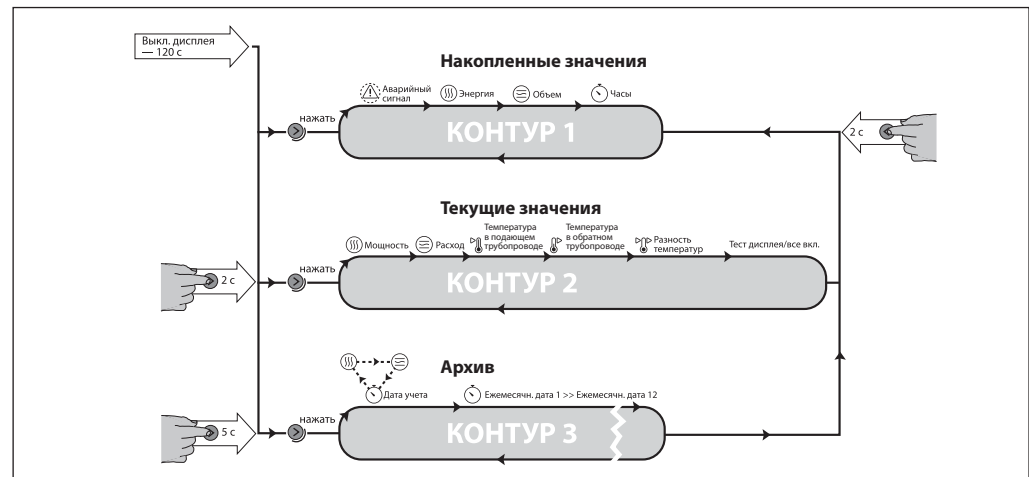 Выкл. дисплея
— 120 с
Накопленные значения
Аварийный
сигнал
Энергия
Объем
Часы
нажать
КОНТУР 1
2 с
Текущие значения
Мощность
Расход
Температура
в подающем
трубопроводе
Температура
в обратном
трубопроводе
Разность
температур
Тест дисплея/все вкл.
нажать
2 с
КОНТУР 2
Архив
Дата учета
Ежемесячн. дата 1 >> Ежемесячн. дата 12
нажать
5 с
КОНТУР 3